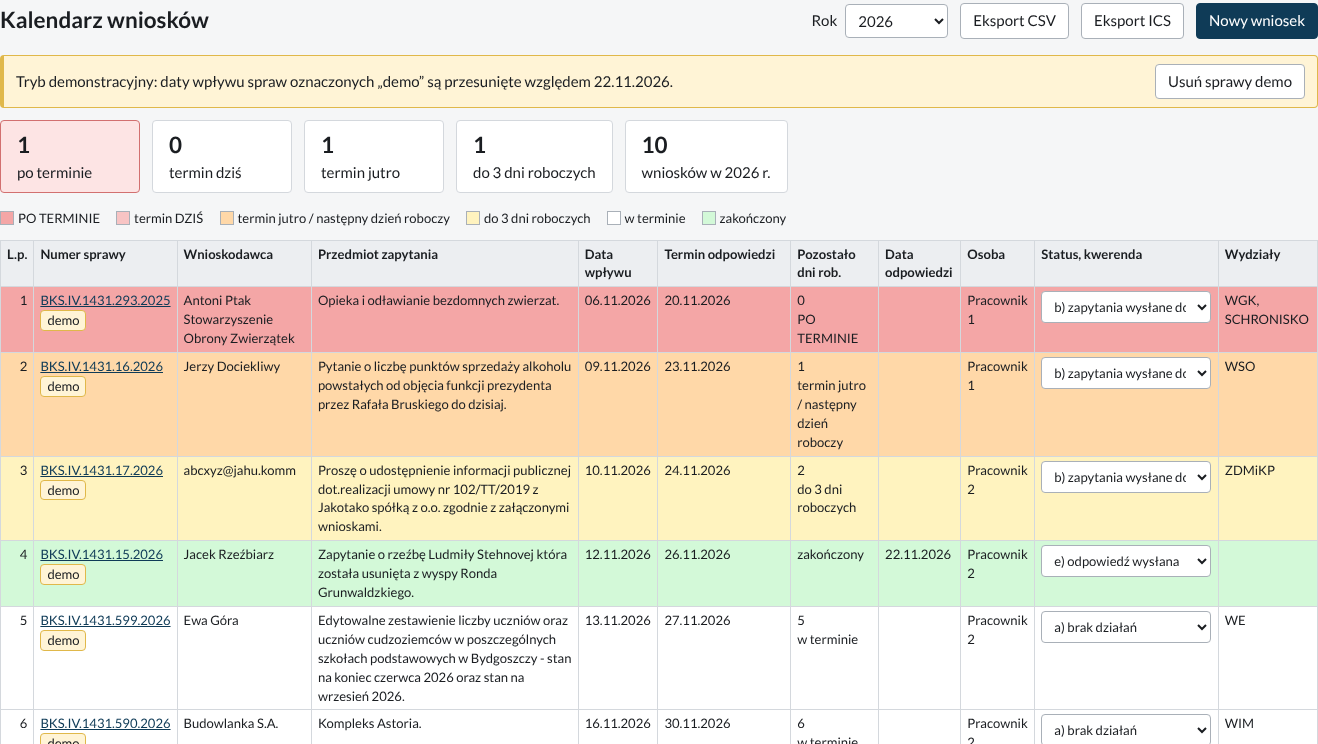 Kalendarz wniosków
Rok 2026 Eksport CSV Eksport ICS Nowy wniosek
Tryb demonstracyjny: daty wpływu spraw oznaczonych „demo” są przesunięte względem 22.11.2026. Usuń sprawy demo
1
po terminie
0
termin dziś
1
termin jutro
1
do 3 dni roboczych
10
wniosków w 2026 r.
PO TERMINIE termin DZIŚ termin jutro / następny dzień roboczy do 3 dni roboczych w terminie zakończony
L.p. Numer sprawy Wnioskodawca Przedmiot zapytania Data wpływu Termin odpowiedzi Pozostało dni rob. Data odpowiedzi Osoba Status, kwerenda Wydziały
1 BKS.IV.1431.293.2025 Antoni Ptak Opieka i odławianie bezdomnych zwierzat. 06.11.2026 20.11.2026 0 Pracownik b) zapytania wysłane dc WGK,
demo Stowarzyszenie PO 1 SCHRONISKO
Obrony Zwierzątek TERMINIE
2 BKS.IV.1431.16.2026 Jerzy Dociekliwy Pytanie o liczbę punktów sprzedaży alkoholu 09.11.2026 23.11.2026 1 Pracownik b) zapytania wysłane dc WSO
demo powstałych od objęcia funkcji prezydenta termin jutro 1
przez Rafała Bruskiego do dzisiaj. / następny
dzień
roboczy
3 BKS.IV.1431.17.2026 abcxyz@jahu.komm Proszę o udostępnienie informacji publicznej 10.11.2026 24.11.2026 2 Pracownik b) zapytania wysłane dc ZDMiKP
demo dot.realizacji umowy nr 102/TT/2019 z do 3 dni 2
Jakotako spółką z o.o. zgodnie z załączonymi roboczych
wnioskami.
4 BKS.IV.1431.15.2026 Jacek Rzeźbiarz Zapytanie o rzeźbę Ludmiły Stehnovej która 12.11.2026 26.11.2026 zakończony 22.11.2026 Pracownik e) odpowiedź wysłana
demo została usunięta z wyspy Ronda 2
Grunwaldzkiego.
5 BKS.IV.1431.599.2026 Ewa Góra Edytowalne zestawienie liczby uczniów oraz 13.11.2026 27.11.2026 5 Pracownik a) brak działań WE
demo uczniów cudzoziemców w poszczególnych w terminie 2
szkołach podstawowych w Bydgoszczy - stan
na koniec czerwca 2026 oraz stan na
wrzesień 2026.
6 BKS.IV.1431.590.2026 Budowlanka S.A. Kompleks Astoria. 16.11.2026 30.11.2026 6 Pracownik a) brak działań WIM
demo w terminie 2